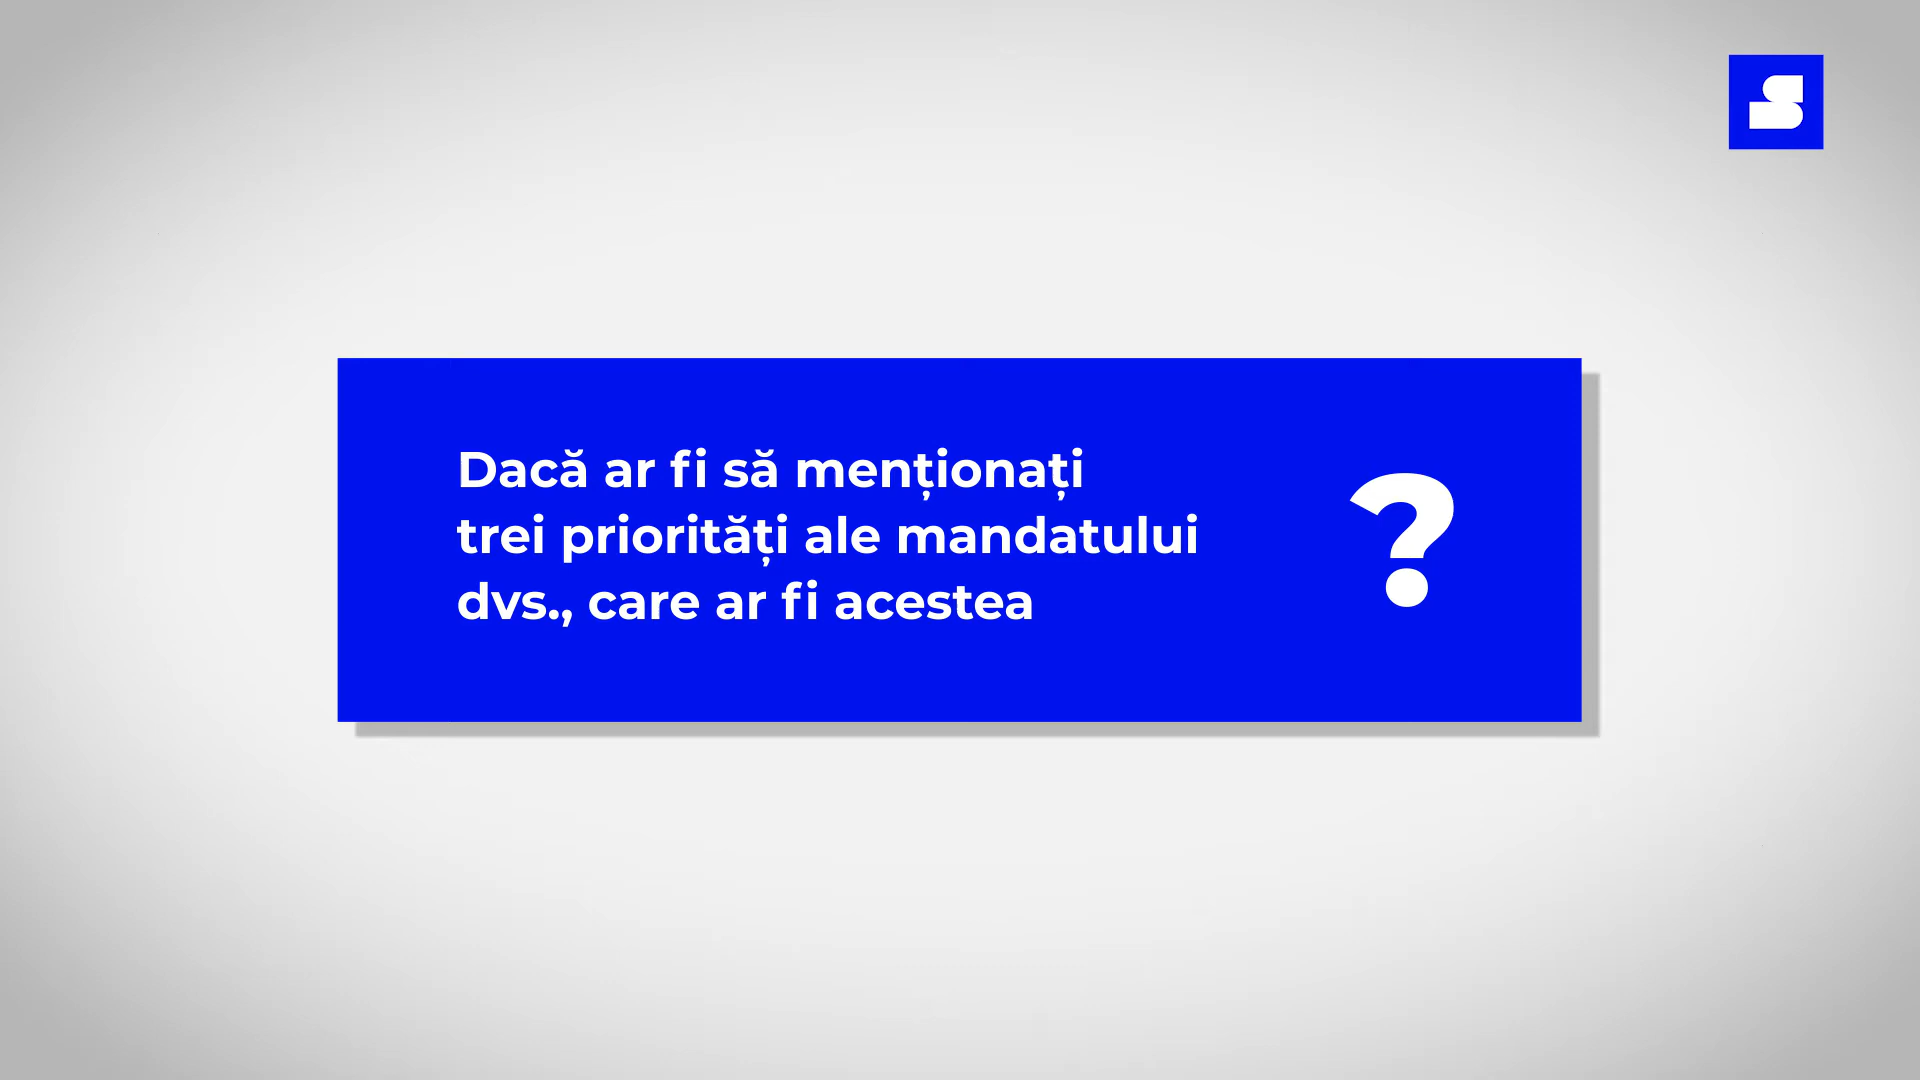 Dacă ar fi să menționați
trei priorități ale mandatului
dvs., care ar fi acestea
?